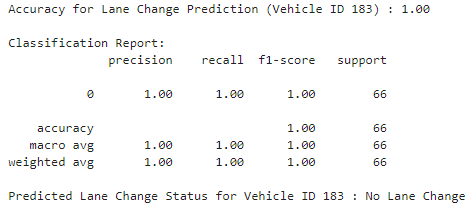 Accuracy for Lane Change Prediction (Vehicle ID 183) : 1.00
Classification Report:
precision recall f1-score support
0 1.00 1.00 1.00 66
accuracy 1.00 66
macro avg 1.00 1.00 1.00 66
weighted avg 1.00 1.00 1.00 66
Predicted Lane Change Status for Vehicle ID 183 : No Lane Change